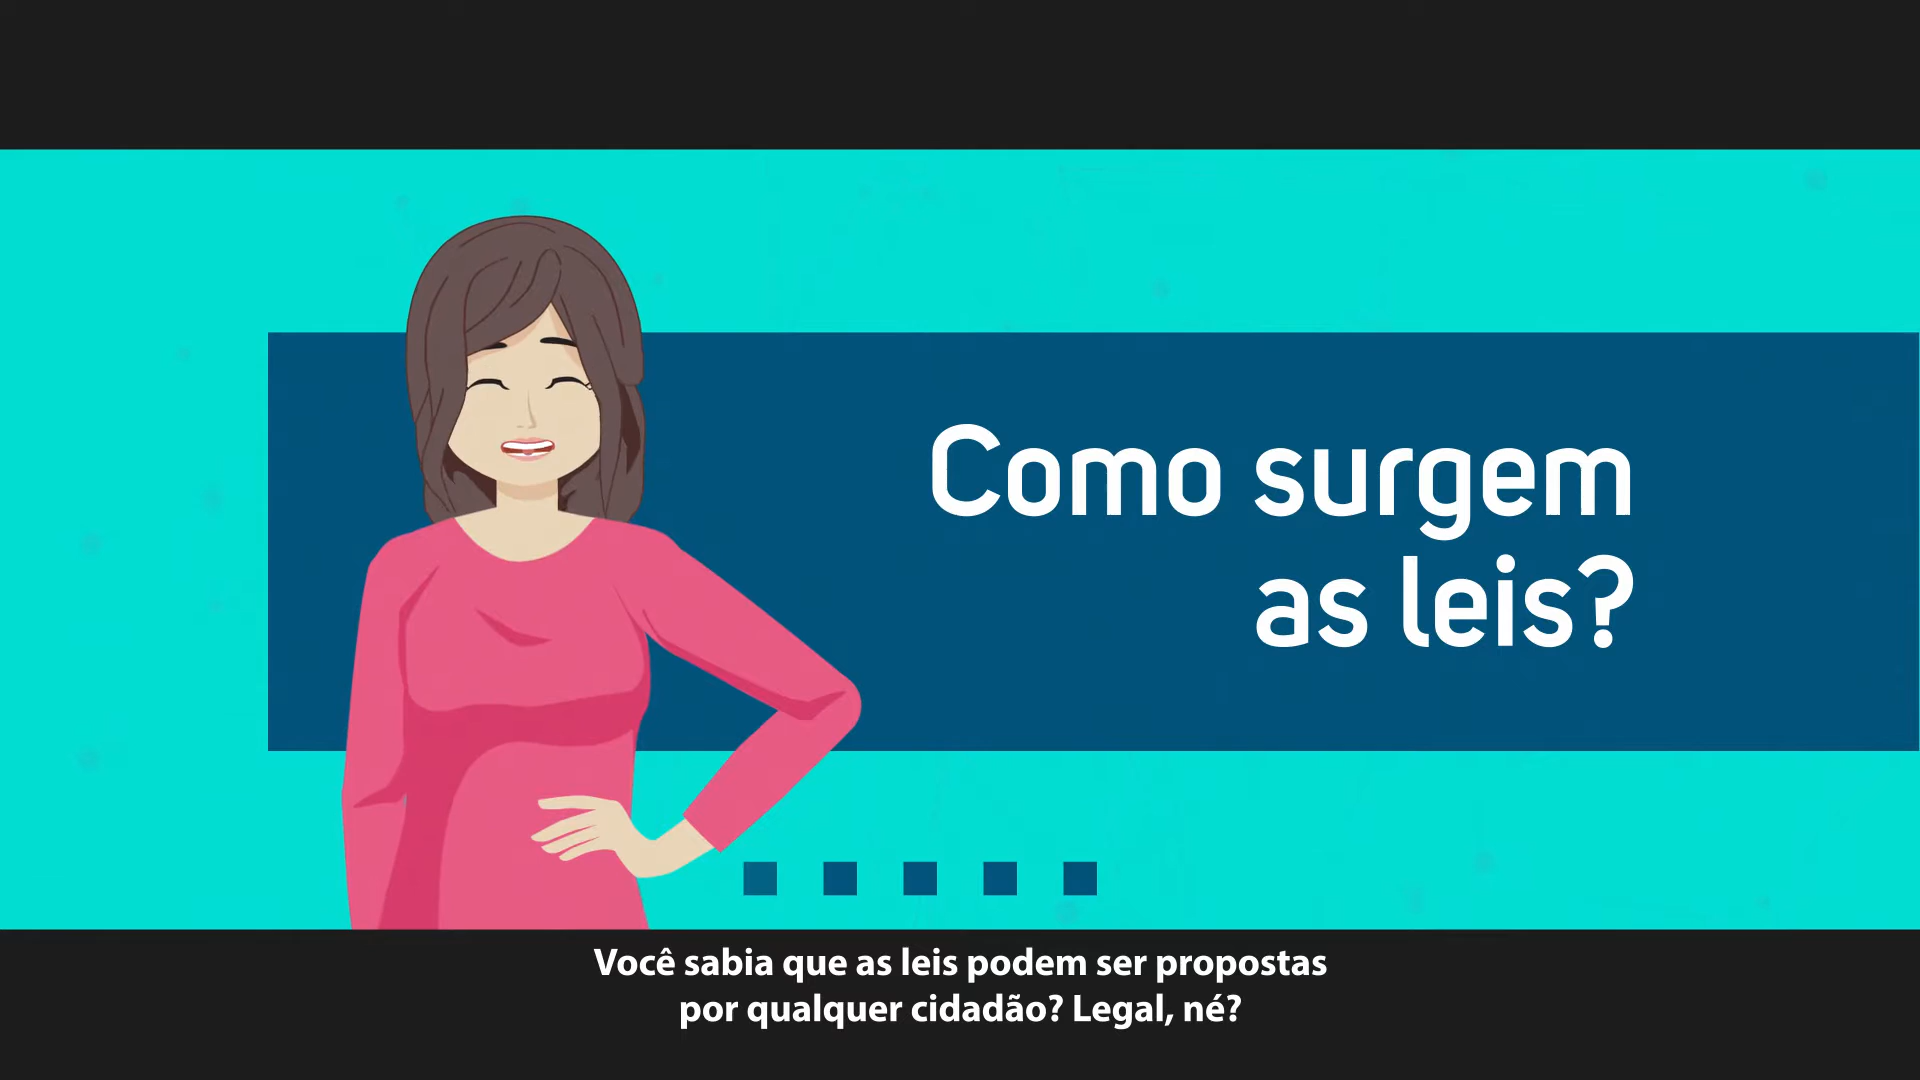 Como surgem
as leis?
Você sabia que as leis podem ser propostas
por qualquer cidadão? Legal, né?